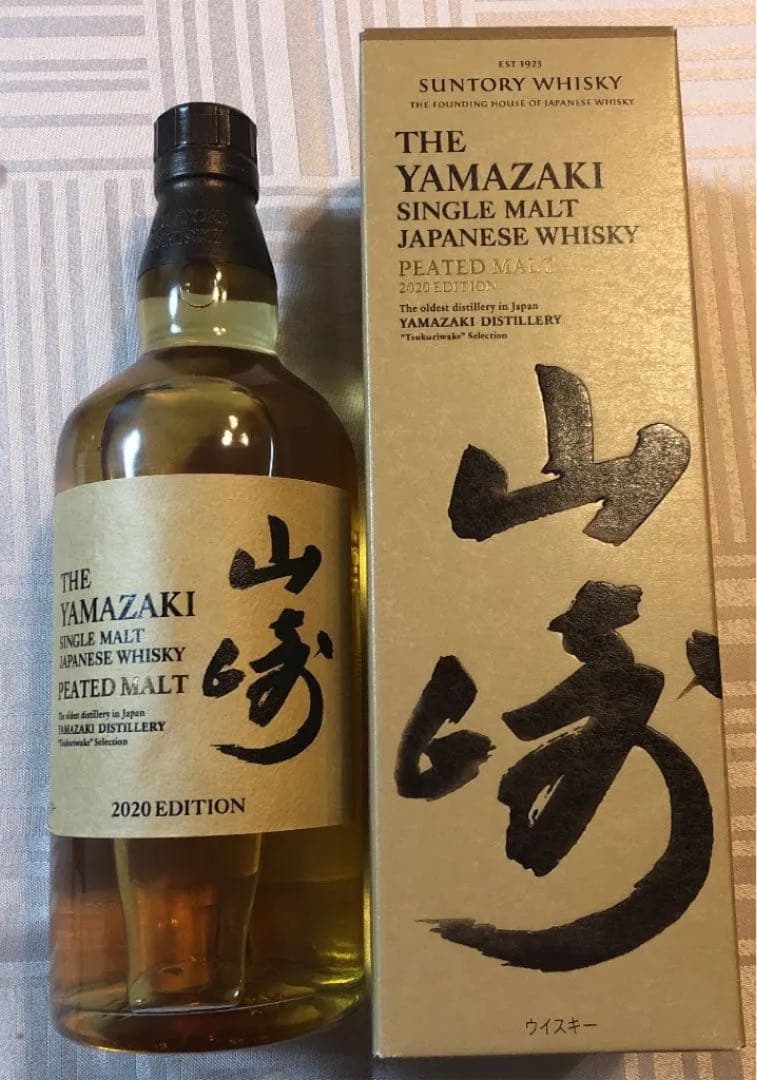 SUNTORY
WHISKY
THE
YAMAZAKI
SINGLE MALT
JAPANESE WHISKY
PEATED MALT
The oldest distillery in Japan
YAMAZAKI DISTILLERY
"Tsukuriwake" Selection
山崎
2020 EDITION
EST 1923
SUNTORY WHISKY
THE FOUNDING HOUSE OF JAPANESE WHISKY
THE
YAMAZAKI
SINGLE MALT
JAPANESE WHISKY
PEATED MALT
2020 EDITION
The oldest distillery in Japan
YAMAZAKI DISTILLERY
"Tsukuriwake" Selection
山崎
ウイスキー